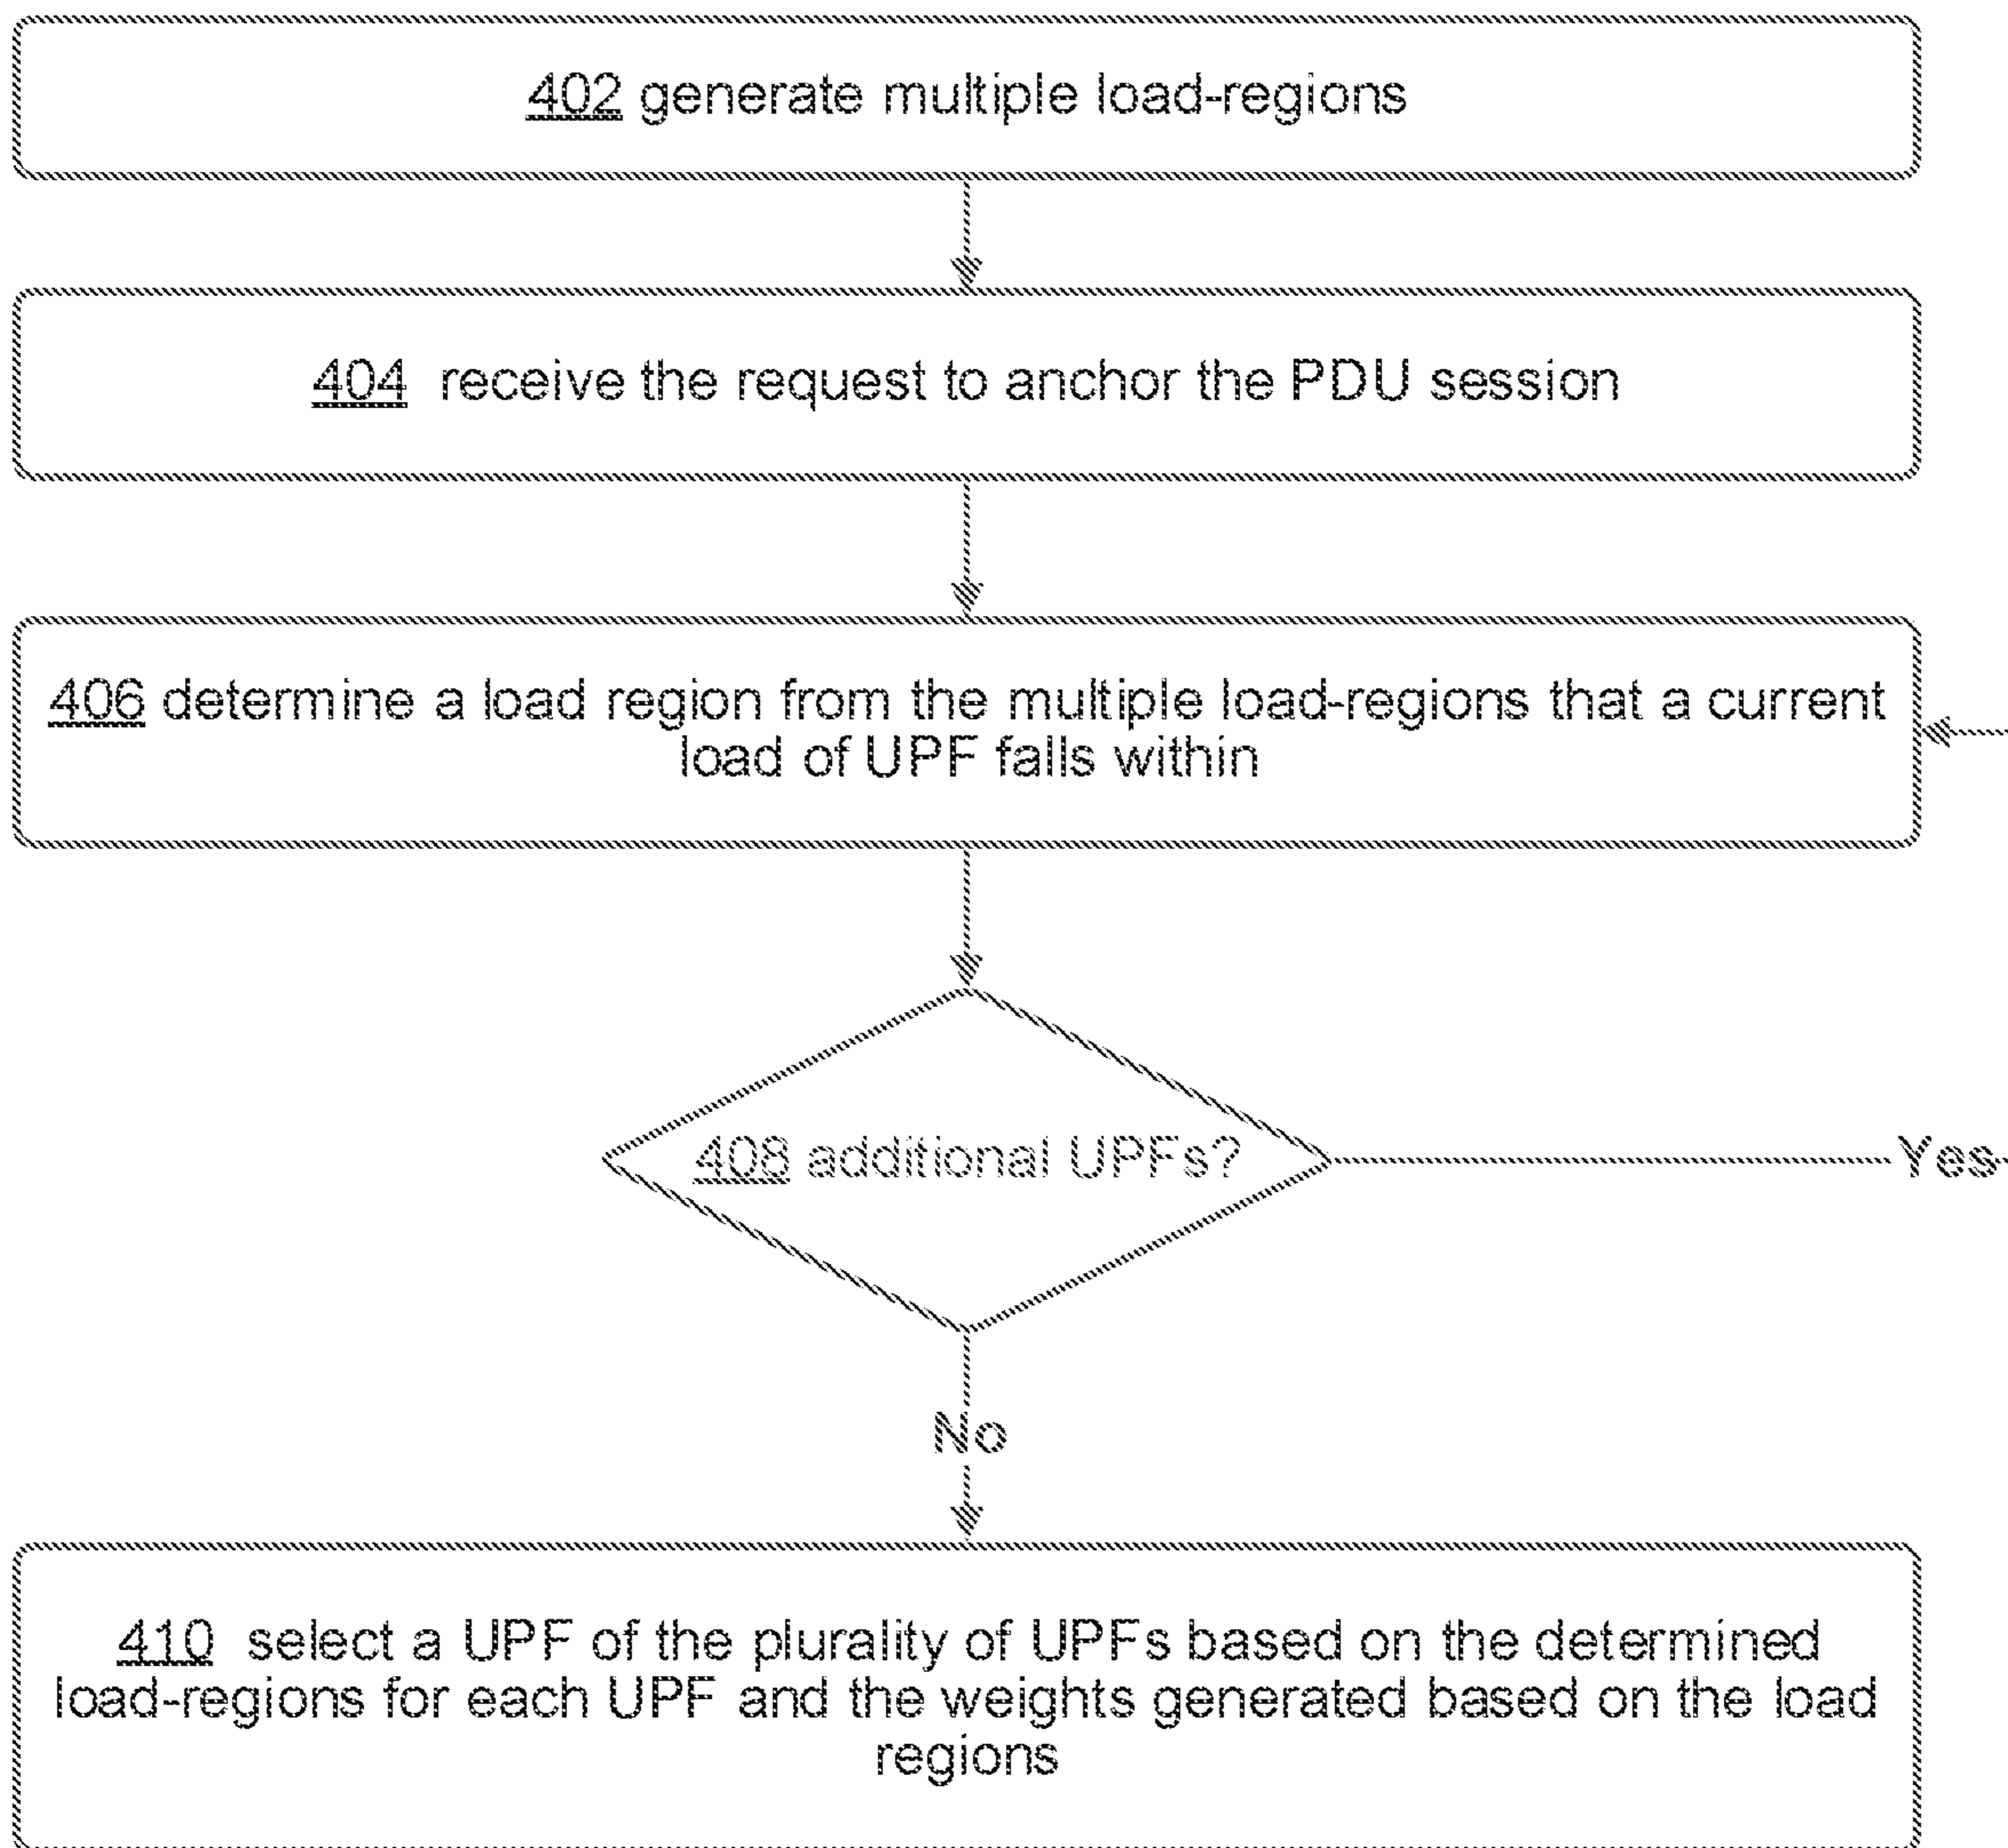 402 generate multiple load-regions
404 receive the request to anchor the PDU session
406 determine a load region from the multiple load-regions that a current
load of UPF falls within
408 additional UPFs?
Yes
No
410 select a UPF of the plurality of UPFs based on the determined
load-regions for each UPF and the weights generated based on the load
regions